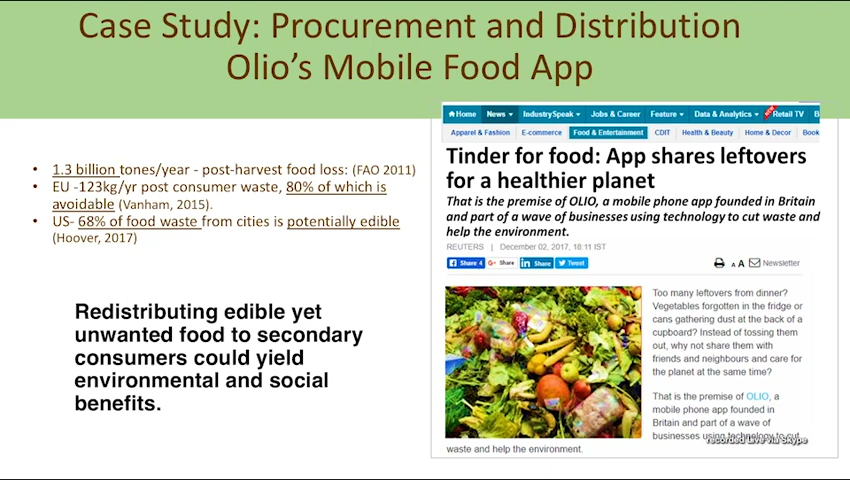 Case Study: Procurement and Distribution
Olio's Mobile Food App
• 1.3 billion tones/year - post-harvest food loss: (FAO 2011)
• EU -123kg/yr post consumer waste, 80% of which is
avoidable (Vanham, 2015).
• US- 68% of food waste from cities is potentially edible
(Hoover, 2017)
Redistributing edible yet
unwanted food to secondary
consumers could yield
environmental and social
benefits.
Home News IndustrySpeak Jobs & Career Feature Data & Analytics NEW Retail TV B
Apparel & Fashion E-commerce Food & Entertainment CDIT Health & Beauty Home & Decor Book
Tinder for food: App shares leftovers
for a healthier planet
That is the premise of OLIO, a mobile phone app founded in Britain
and part of a wave of businesses using technology to cut waste and
help the environment.
REUTERS | December 02, 2017, 18:11 IST
Share 4 Share Share Tweet A A Newsletter
Too many leftovers from dinner?
Vegetables forgotten in the fridge or
cans gathering dust at the back of a
cupboard? Instead of tossing them
out, why not share them with
friends and neighbours and care for
the planet at the same time?
That is the premise of OLIO, a
mobile phone app founded in
Britain and part of a wave of
businesses using technology to cut
waste and help the environment.
recorded Live via Skype